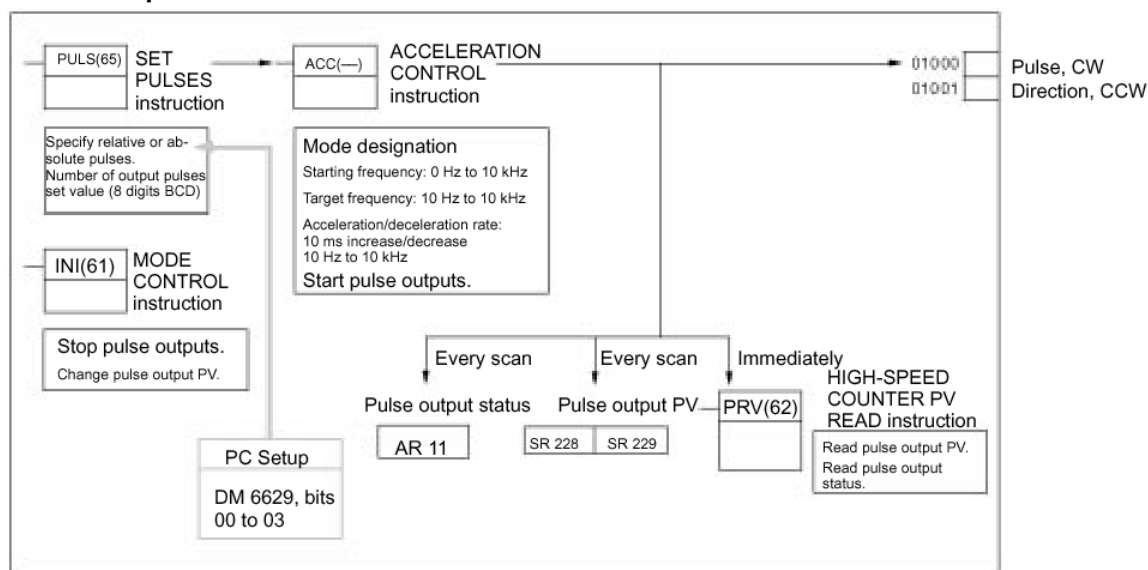 PULS(65)
SET
PULSES
instruction
ACC(—)
ACCELERATION
CONTROL
instruction
01000
Pulse, CW
01001
Direction, CCW
Specify relative or ab-
solute pulses.
Number of output pulses
set value (8 digits BCD)
Mode designation
Starting frequency: 0 Hz to 10 kHz
Target frequency: 10 Hz to 10 kHz
Acceleration/deceleration rate:
10 ms increase/decrease
10 Hz to 10 kHz
Start pulse outputs.
INI(61)
MODE
CONTROL
instruction
Stop pulse outputs.
Change pulse output PV.
Every scan
Every scan
Immediately
Pulse output status
AR 11
Pulse output PV
SR 228
SR 229
PRV(62)
HIGH-SPEED
COUNTER PV
READ instruction
Read pulse output PV.
Read pulse output
status.
PC Setup
DM 6629, bits
00 to 03